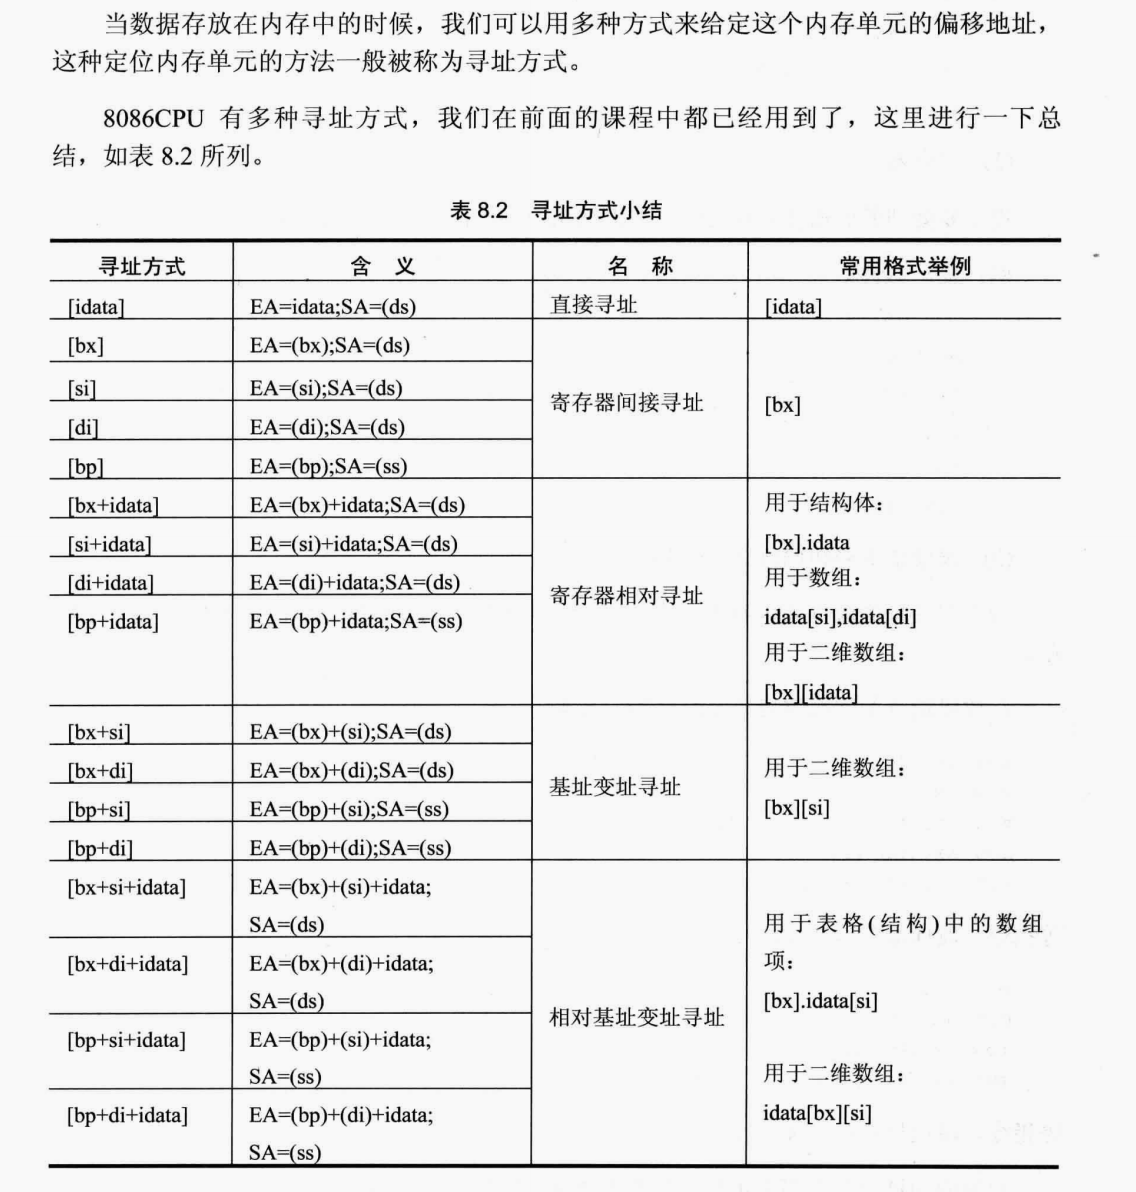 当数据存放在内存中的时候，我们可以用多种方式来给定这个内存单元的偏移地址，
这种定位内存单元的方法一般被称为寻址方式。
8086CPU 有多种寻址方式，我们在前面的课程中都已经用到了，这里进行一下总
结，如表 8.2 所列。
表 8.2 寻址方式小结
寻址方式 含 义 名 称 常用格式举例
[idata] EA=idata;SA=(ds) 直接寻址 [idata]
[bx] EA=(bx);SA=(ds)
[si] EA=(si);SA=(ds)
寄存器间接寻址 [bx]
[di] EA=(di);SA=(ds)
[bp] EA=(bp);SA=(ss)
[bx+idata] EA=(bx)+idata;SA=(ds) 用于结构体：
[si+idata] EA=(si)+idata;SA=(ds) [bx].idata
[di+idata] EA=(di)+idata;SA=(ds) 用于数组：
寄存器相对寻址
[bp+idata] EA=(bp)+idata;SA=(ss) idata[si],idata[di]
用于二维数组：
[bx][idata]
[bx+si] EA=(bx)+(si);SA=(ds)
[bx+di] EA=(bx)+(di);SA=(ds) 用于二维数组：
基址变址寻址
[bp+si] EA=(bp)+(si);SA=(ss) [bx][si]
[bp+di] EA=(bp)+(di);SA=(ss)
[bx+si+idata] EA=(bx)+(si)+idata;
SA=(ds) 用于表格(结构)中的数组
[bx+di+idata] EA=(bx)+(di)+idata; 项：
SA=(ds) [bx].idata[si]
相对基址变址寻址
[bp+si+idata] EA=(bp)+(si)+idata;
SA=(ss) 用于二维数组：
[bp+di+idata] EA=(bp)+(di)+idata; idata[bx][si]
SA=(ss)